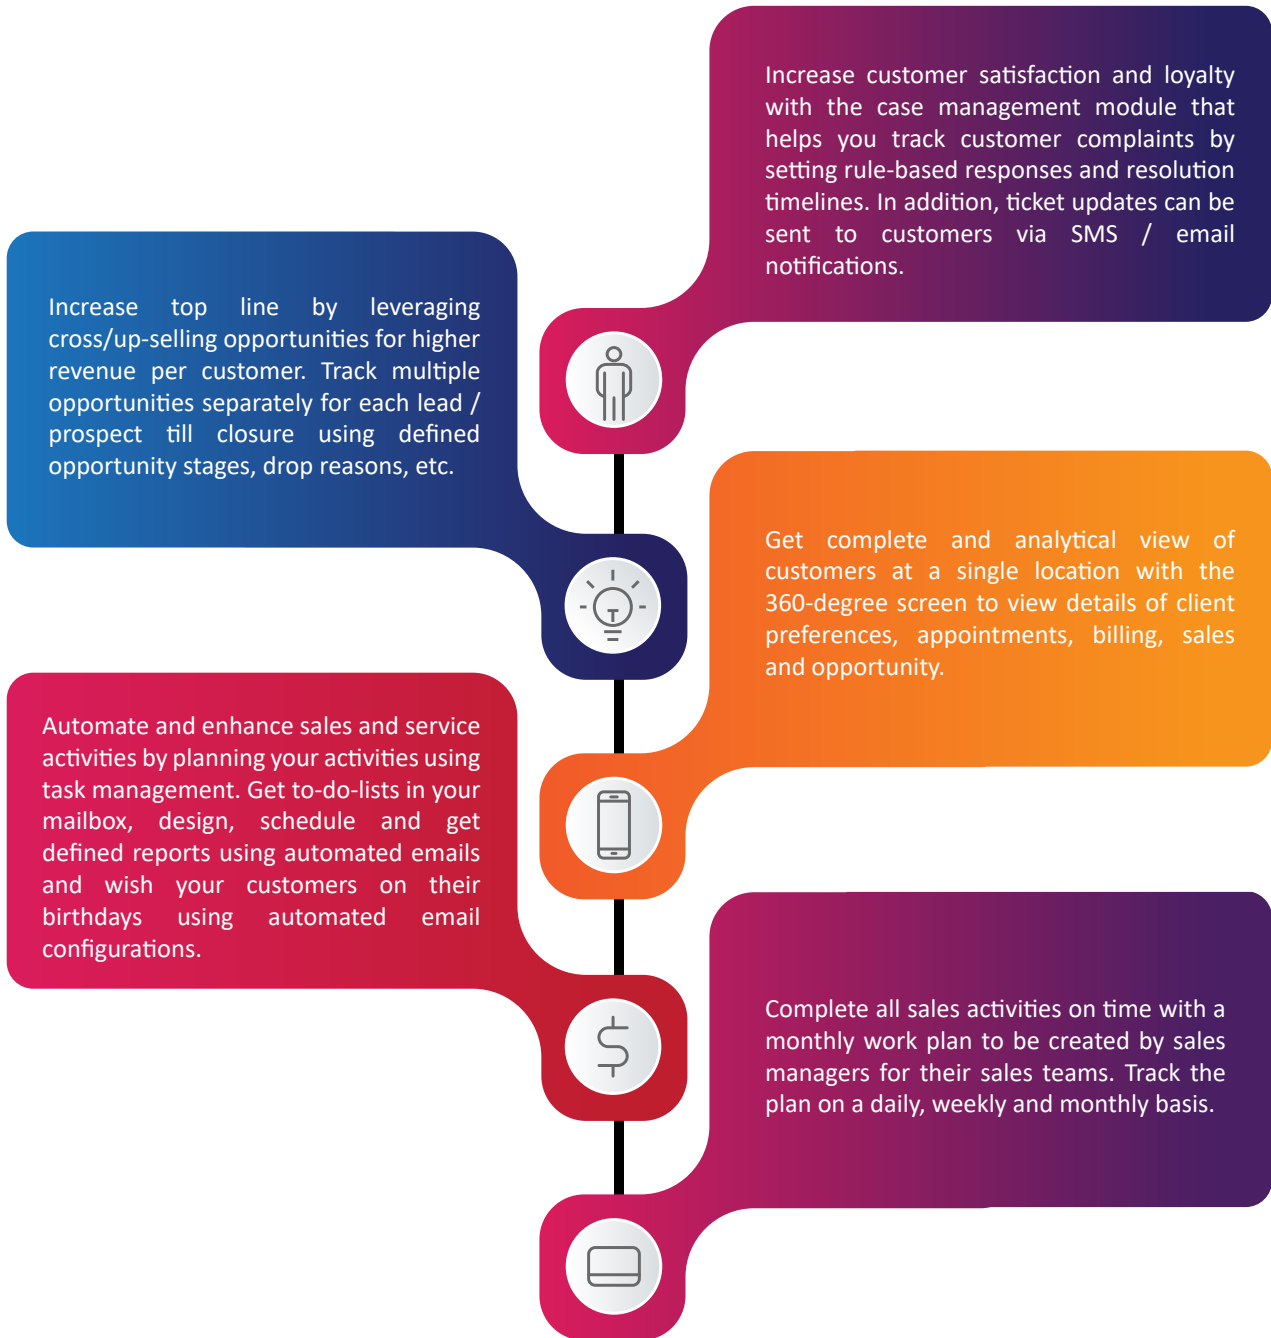 Increase customer satisfaction and loyalty
with the case management module that
helps you track customer complaints by
setting rule-based responses and resolution
timelines. In addition, ticket updates can be
sent to customers via SMS / email
notifications.
Increase top line by leveraging
cross/up-selling opportunities for higher
revenue per customer. Track multiple
opportunities separately for each lead /
prospect till closure using defined
opportunity stages, drop reasons, etc.
Get complete and analytical view of
customers at a single location with the
360-degree screen to view details of client
preferences, appointments, billing, sales
and opportunity.
Automate and enhance sales and service
activities by planning your activities using
task management. Get to-do-lists in your
mailbox, design, schedule and get
defined reports using automated emails
and wish your customers on their
birthdays using automated email
configurations.
Complete all sales activities on time with a
monthly work plan to be created by sales
managers for their sales teams. Track the
plan on a daily, weekly and monthly basis.